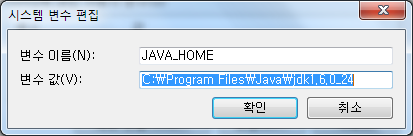 시스템 변수 편집
변수 이름(N): JAVA_HOME
변수 값(V): C:₩Program Files₩Java₩jdk1,6,0_24
확인 취소